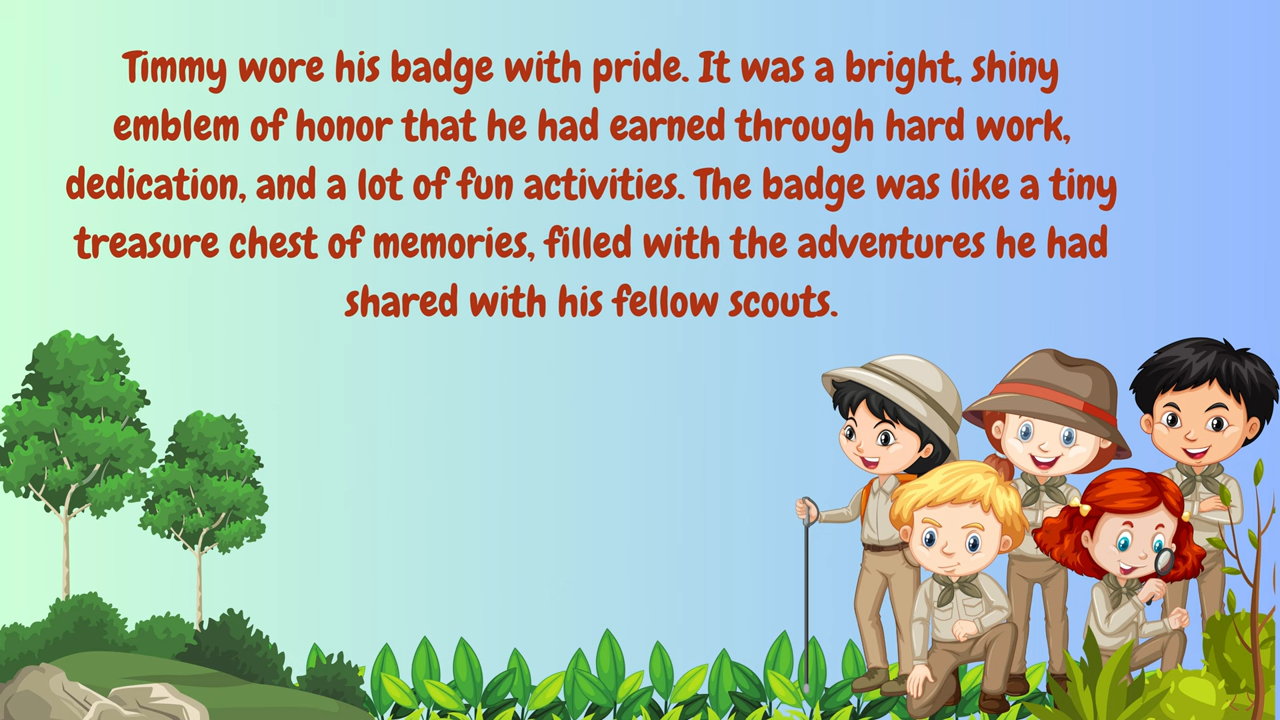 Timmy wore his badge with pride. It was a bright, shiny
emblem of honor that he had earned through hard work,
dedication, and a lot of fun activities. The badge was like a tiny
treasure chest of memories, filled with the adventures he had
shared with his fellow scouts.